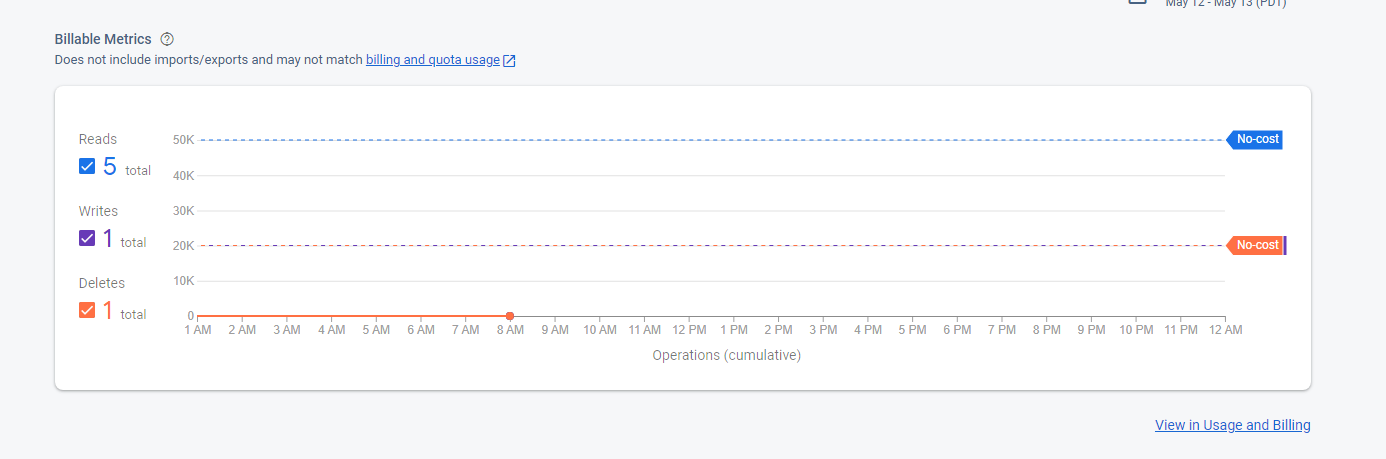 May 12 - May 13 (PDT)
Billable Metrics
Does not include imports/exports and may not match billing and quota usage
Reads
5 total
Writes
1 total
Deletes
1 total
50K
40K
30K
20K
10K
0
No-cost
No-cost
1 AM 2 AM 3 AM 4 AM 5 AM 6 AM 7 AM 8 AM 9 AM 10 AM 11 AM 12 PM 1 PM 2 PM 3 PM 4 PM 5 PM 6 PM 7 PM 8 PM 9 PM 10 PM 11 PM 12 AM
Operations (cumulative)
View in Usage and Billing